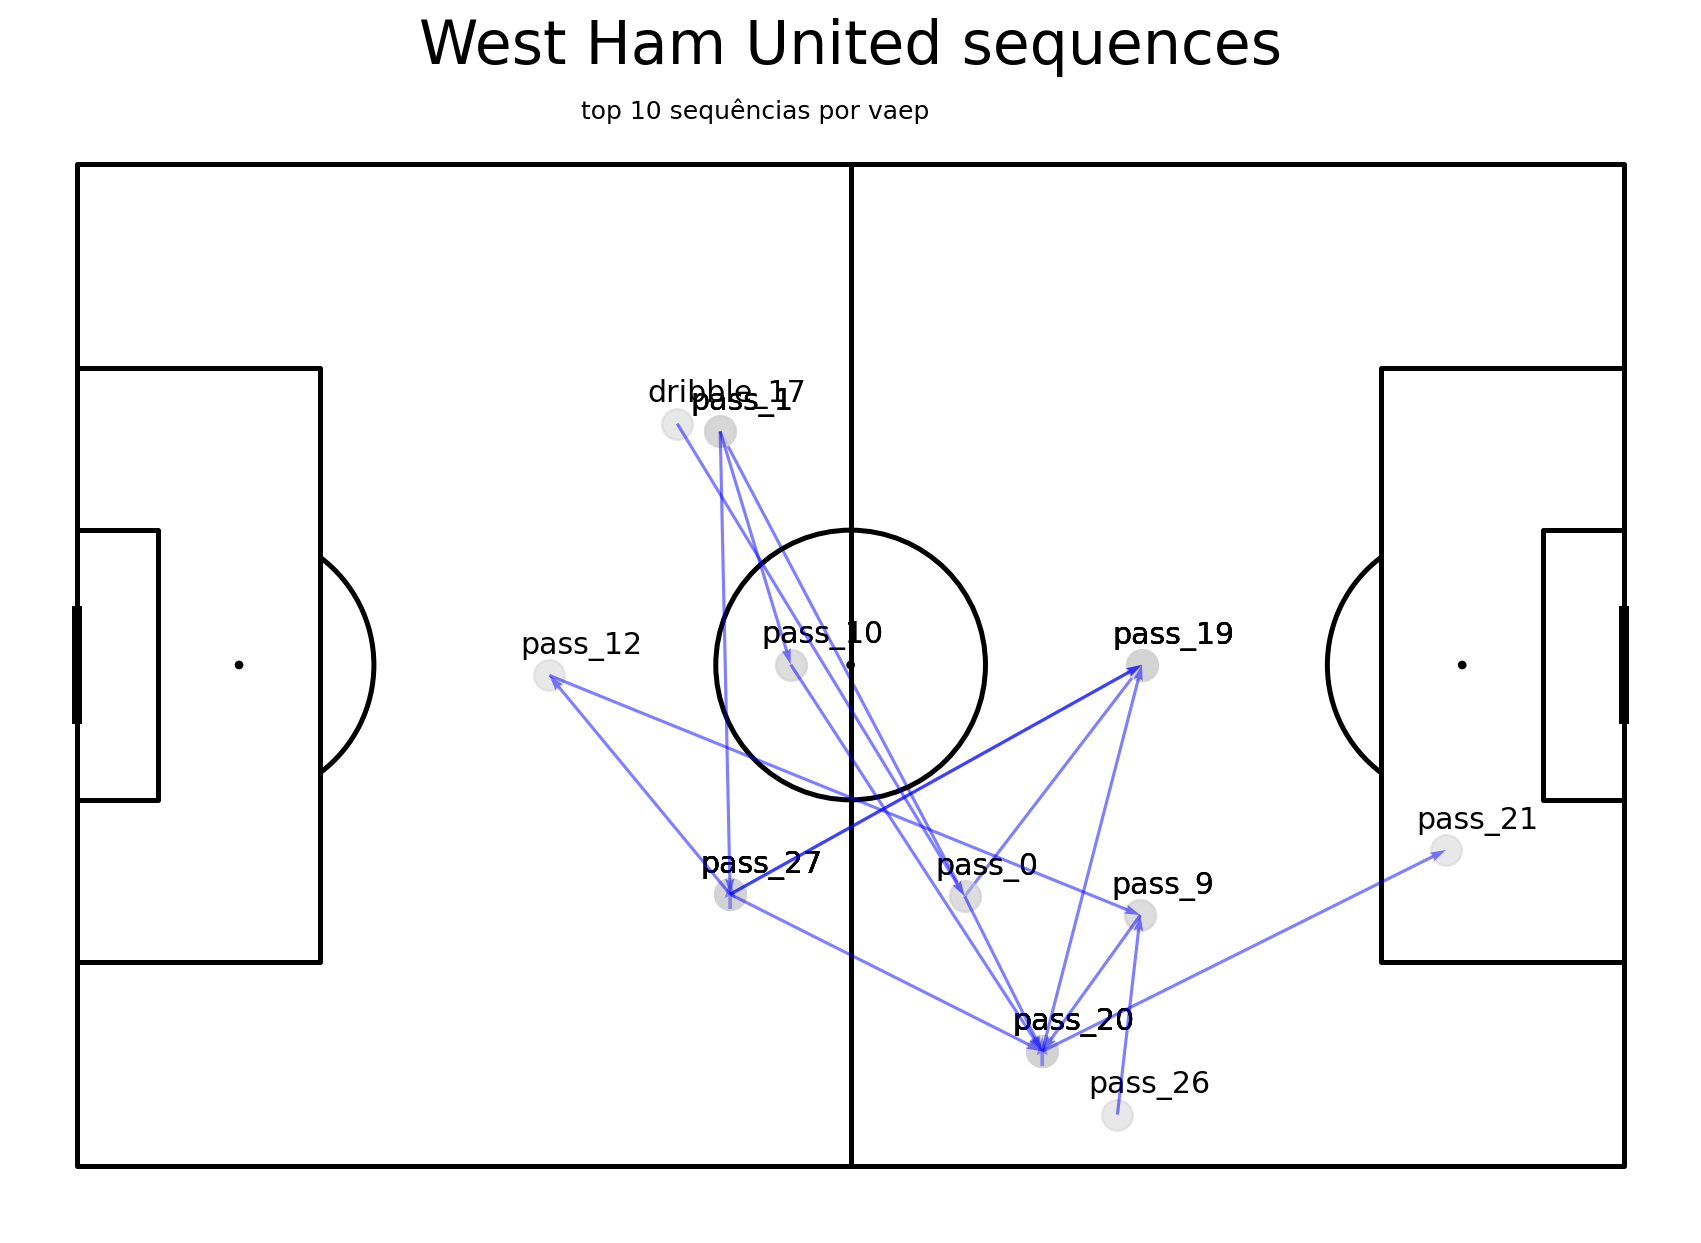 West Ham United sequences
top 10 sequências por vaep
dribble_17
pass_1
pass_10
pass_12
pass_19
pass_21
pass_27
pass_0
pass_9
pass_20
pass_26